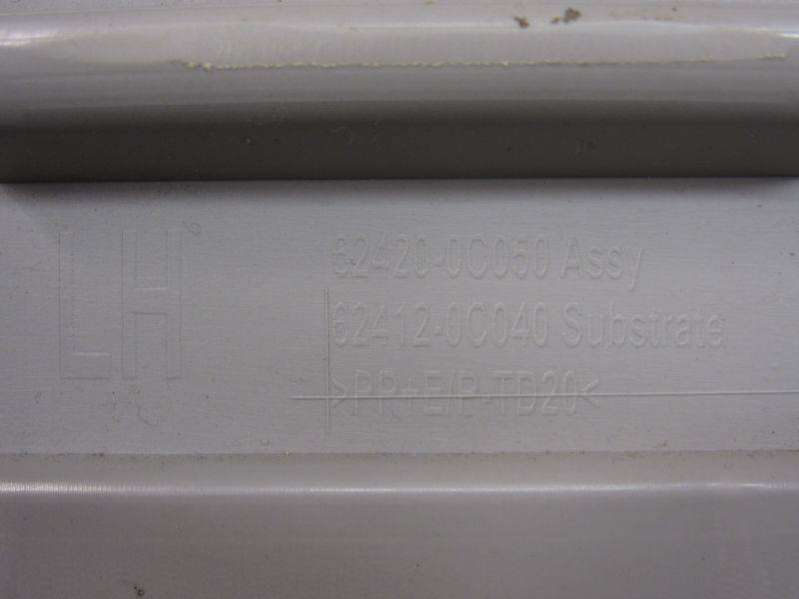 LH
62420-0C050 Assy
62412-0C040 Substrate
>PP+E/P-TD20<